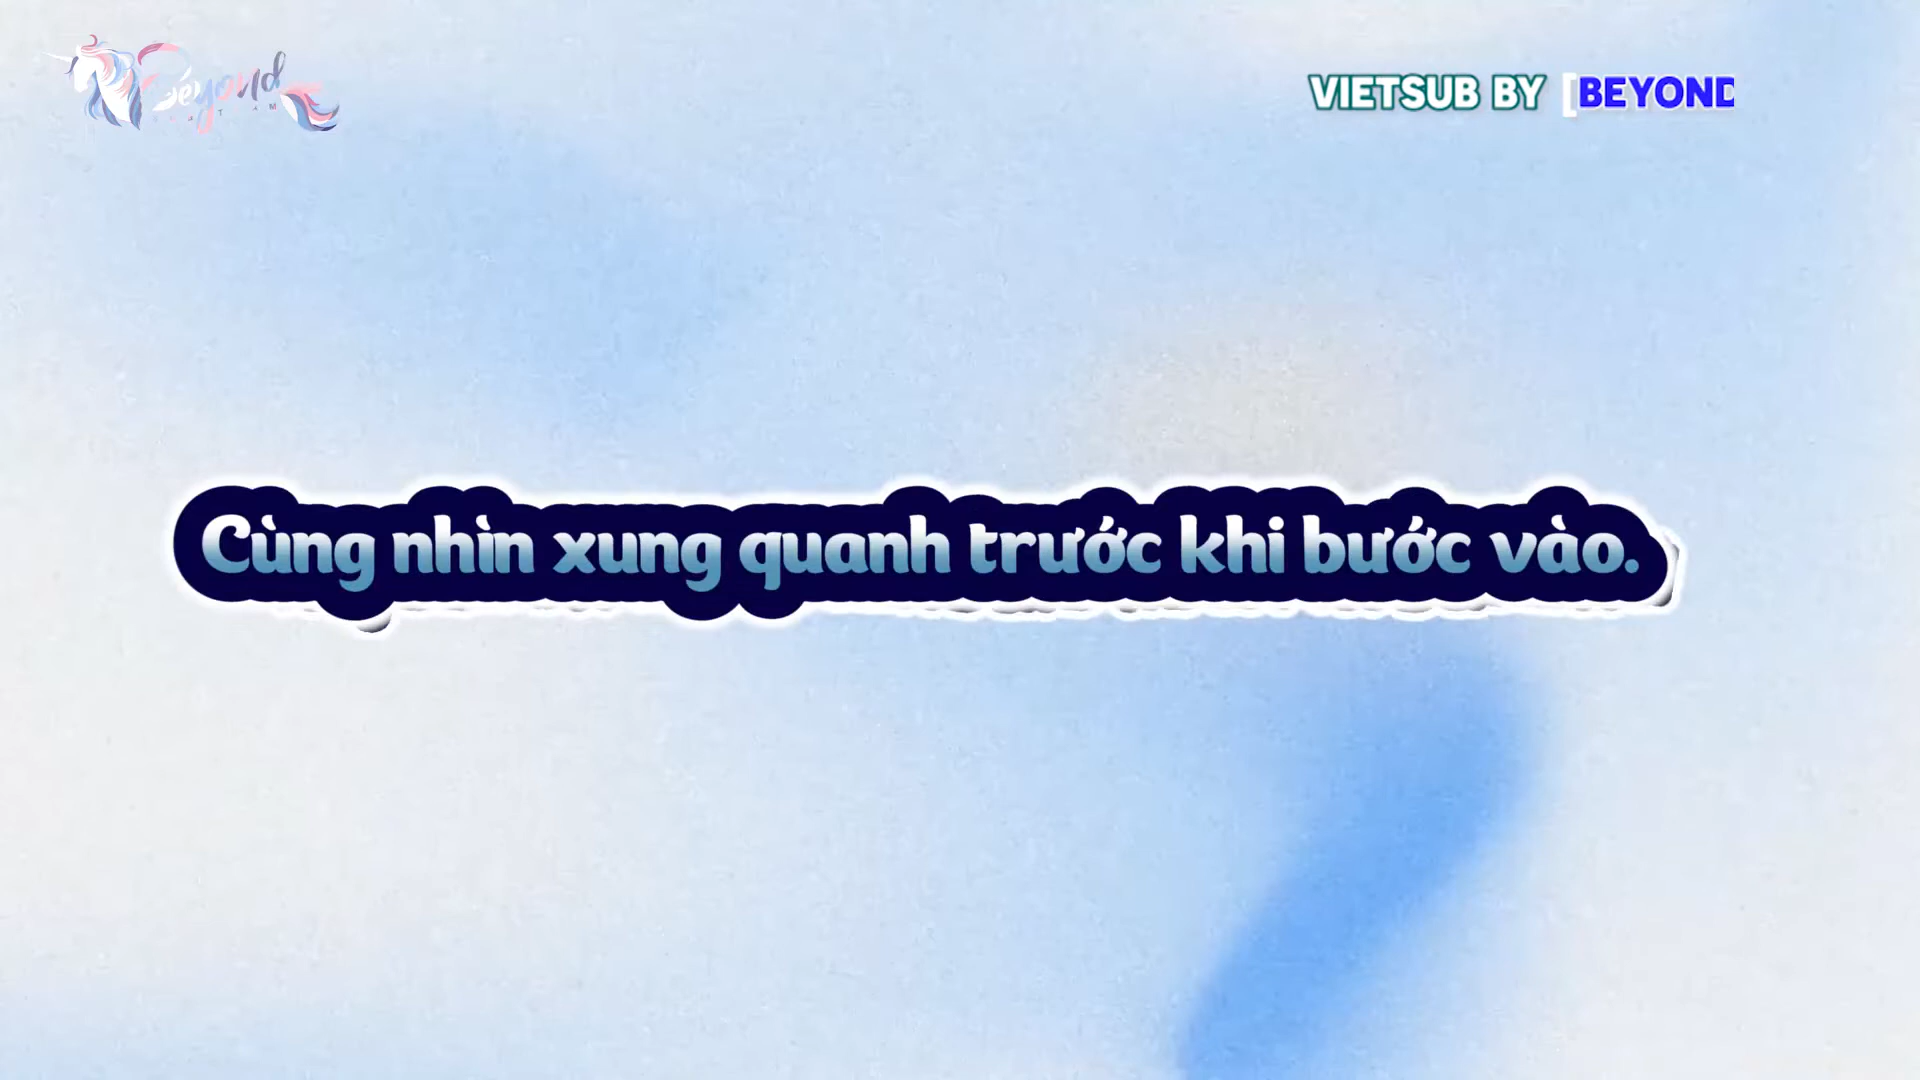 Beyond
VIETSUB BY [BEYOND
Cùng nhìn xung quanh trước khi bước vào.